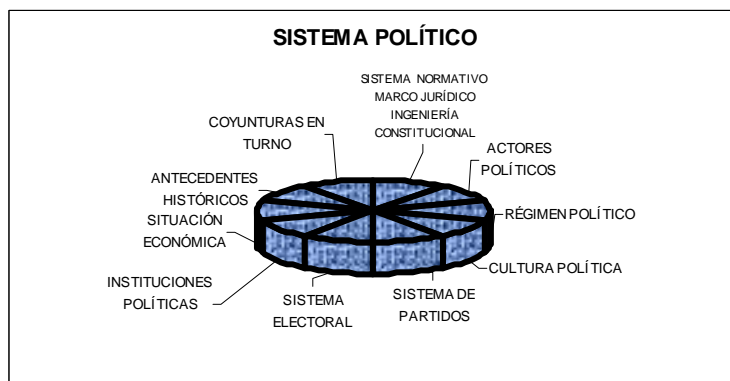 SISTEMA POLÍTICO
SISTEMA NORMATIVO
MARCO JURÍDICO
INGENIERÍA
CONSTITUCIONAL
ACTORES
POLÍTICOS
RÉGIMEN POLÍTICO
CULTURA POLÍTICA
SISTEMA DE
PARTIDOS
SISTEMA
ELECTORAL
INSTITUCIONES
POLÍTICAS
SITUACIÓN
ECONÓMICA
ANTECEDENTES
HISTÓRICOS
COYUNTURAS EN
TURNO